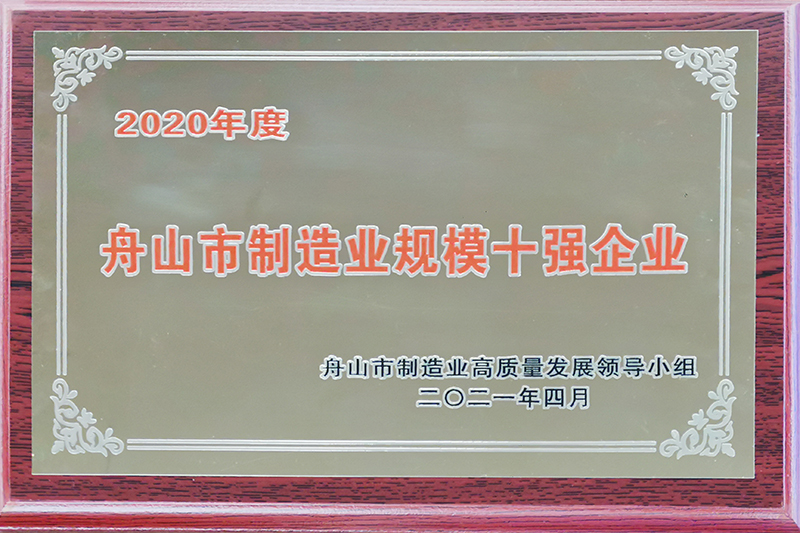 2020年度
舟山市制造业规模十强企业
舟山市制造业高质量发展领导小组
二〇二一年四月